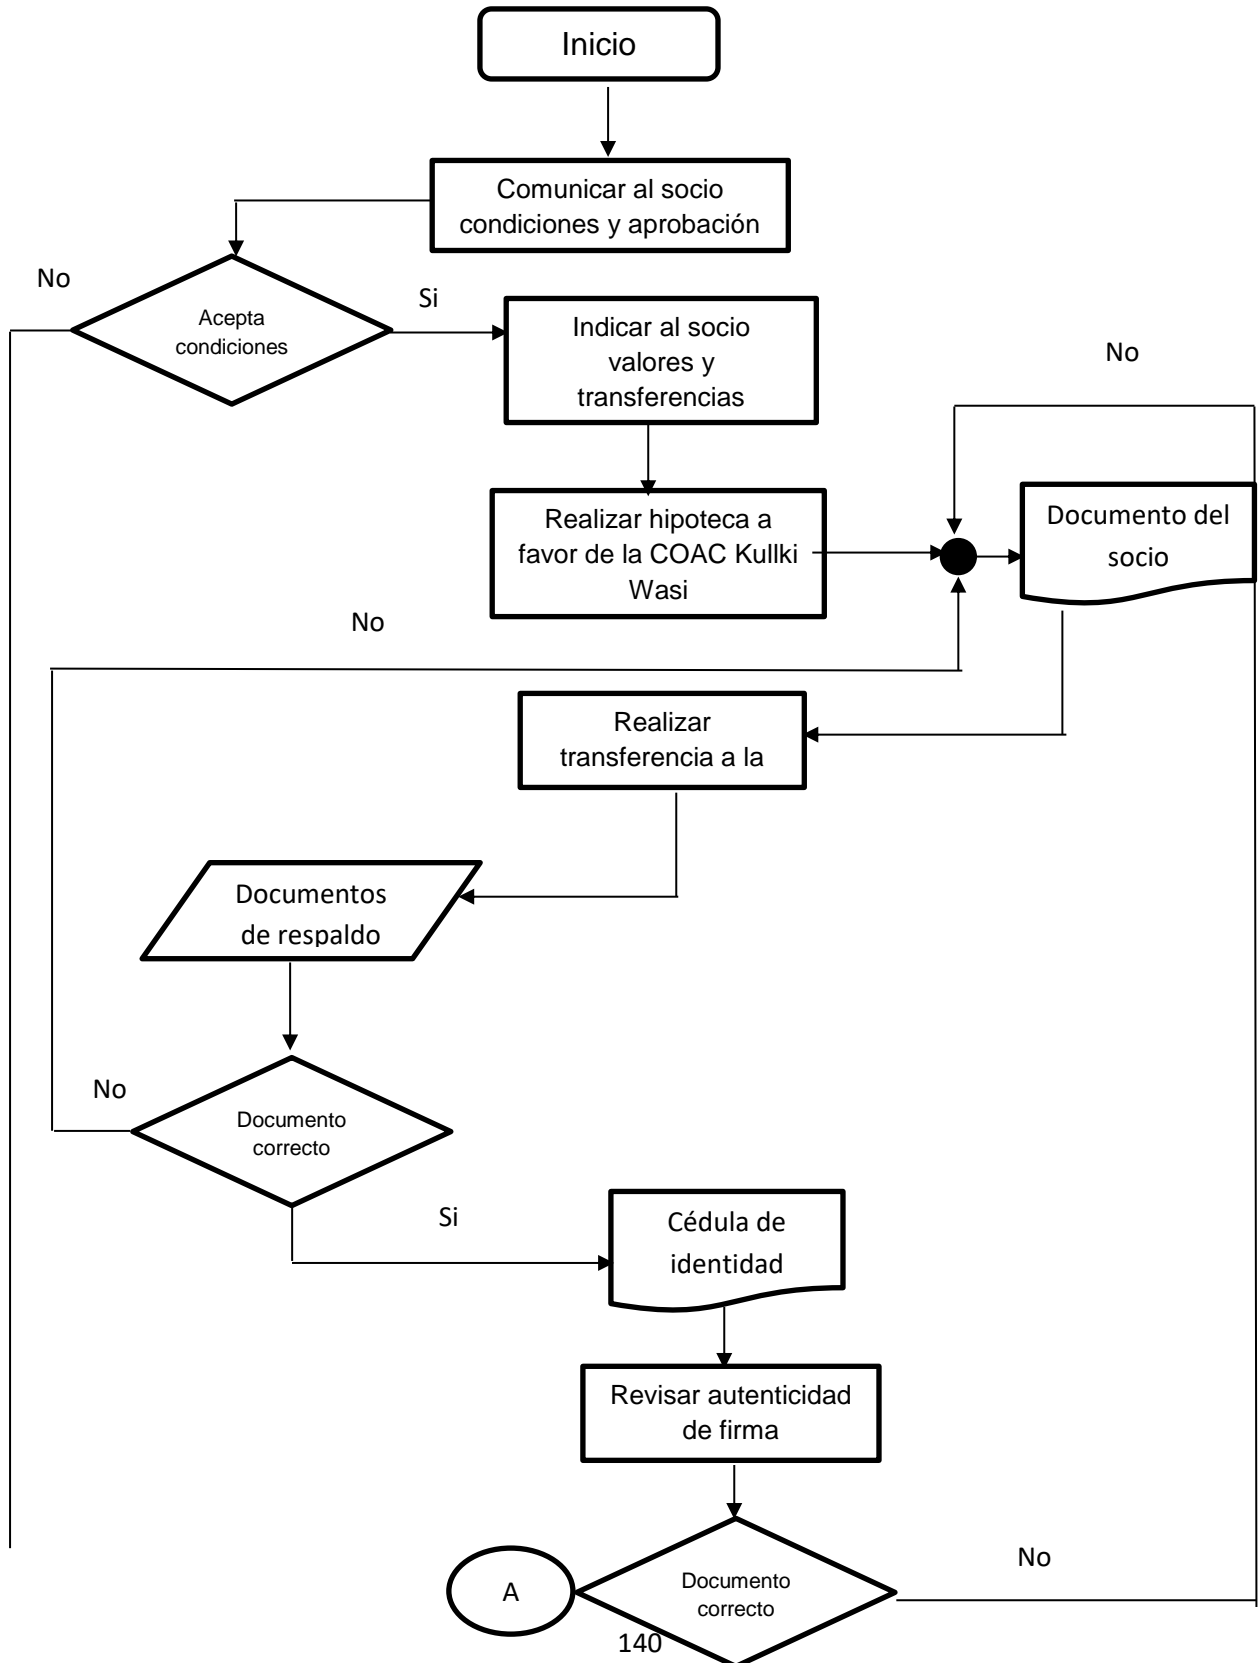 Inicio
Comunicar al socio
condiciones y aprobación
No
Si
Acepta
condiciones
Indicar al socio
valores y
transferencias
No
Realizar hipoteca a
favor de la COAC Kullki
Wasi
Documento del
socio
No
Realizar
transferencia a la
Documentos
de respaldo
No
Documento
correcto
Si
Cédula de
identidad
Revisar autenticidad
de firma
No
A
Documento
correcto
140